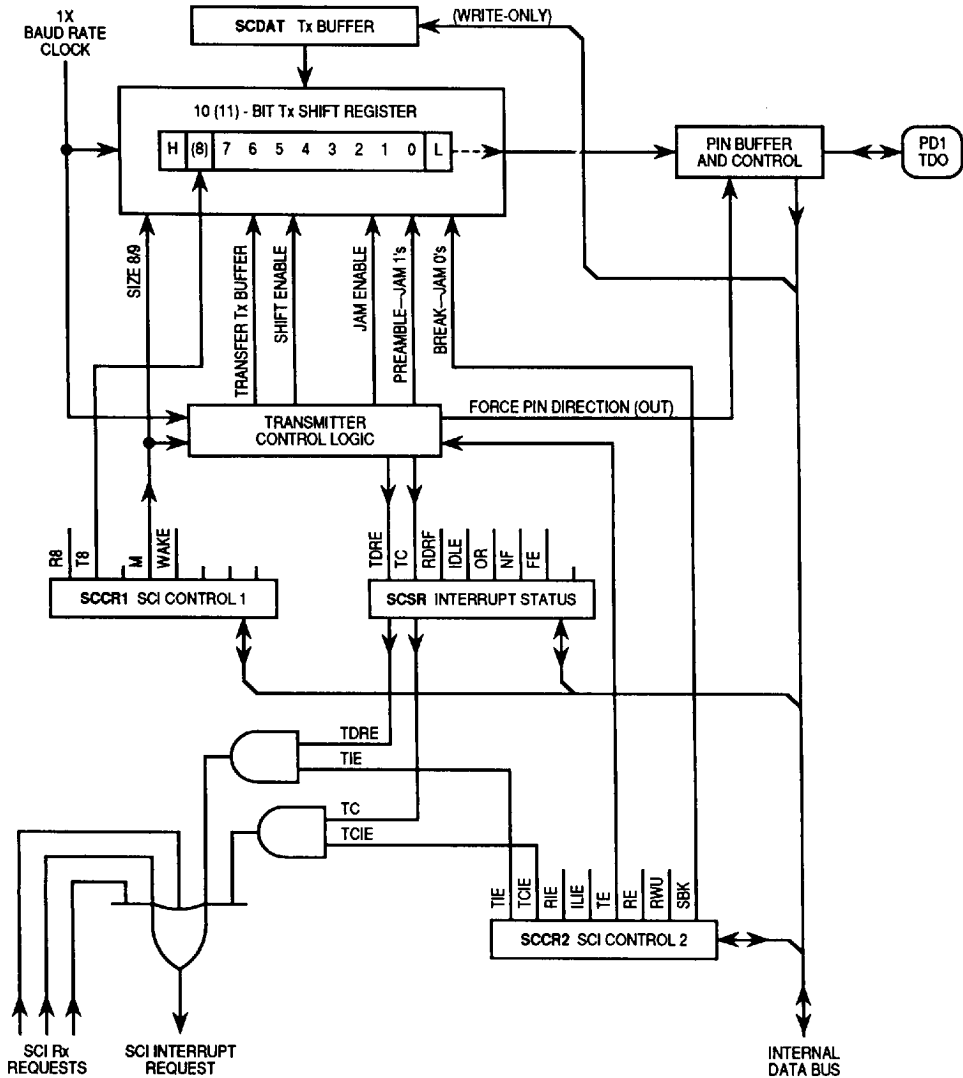 1X
BAUD RATE
CLOCK
SCDAT Tx BUFFER
(WRITE-ONLY)
10 (11) - BIT Tx SHIFT REGISTER
H (8) 7 6 5 4 3 2 1 0 L
PIN BUFFER
AND CONTROL
PD1
TDO
SIZE 8/9
TRANSFER Tx BUFFER
SHIFT ENABLE
JAM ENABLE
PREAMBLE—JAM 1's
BREAK—JAM 0's
TRANSMITTER
CONTROL LOGIC
FORCE PIN DIRECTION (OUT)
R8
T8
M
WAKE
SCCR1 SCI CONTROL 1
TDRE
TC
RDRF
IDLE
OR
NF
FE
SCSR INTERRUPT STATUS
TDRE
TIE
TC
TCIE
TIE
TCIE
RIE
ILIE
TE
RE
RWU
SBK
SCCR2 SCI CONTROL 2
SCI Rx
REQUESTS
SCI INTERRUPT
REQUEST
INTERNAL
DATA BUS